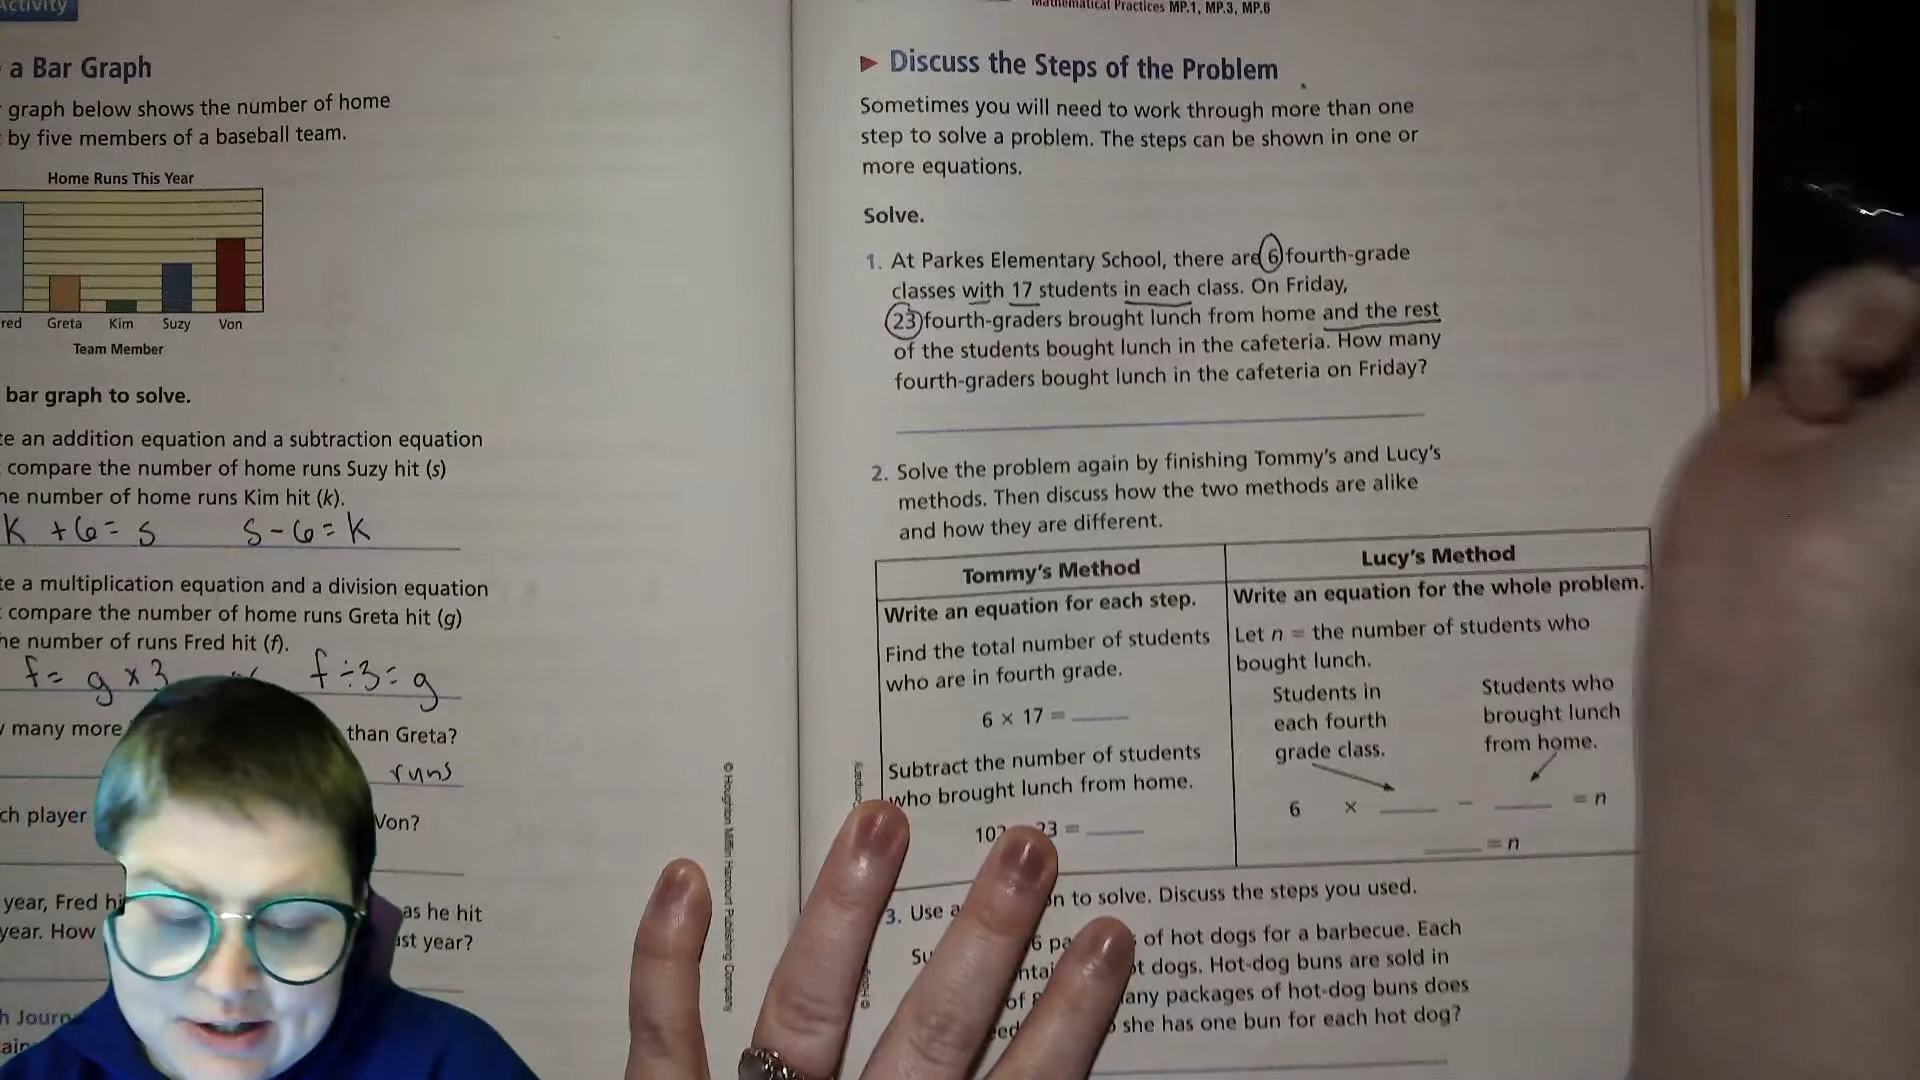 Activity
a Bar Graph
graph below shows the number of home
by five members of a baseball team.
Home Runs This Year
Greta Kim Suzy Von
Team Member
bar graph to solve.
an addition equation and a subtraction equation
compare the number of home runs Suzy hit (s)
number of home runs Kim hit (k).
k + 6 = s s - 6 = k
a multiplication equation and a division equation
compare the number of home runs Greta hit (g)
number of runs Fred hit (f).
f = g x 3 f ÷ 3 = g
many more than Greta?
runs
player Von?
year, Fred as he hit
year. How year?
© Houghton Mifflin Harcourt Publishing Company
Mathematical Practices MP.1, MP.3, MP.6
► Discuss the Steps of the Problem
Sometimes you will need to work through more than one
step to solve a problem. The steps can be shown in one or
more equations.
Solve.
1. At Parkes Elementary School, there are 6 fourth-grade
classes with 17 students in each class. On Friday,
23 fourth-graders brought lunch from home and the rest
of the students bought lunch in the cafeteria. How many
fourth-graders bought lunch in the cafeteria on Friday?
2. Solve the problem again by finishing Tommy's and Lucy's
methods. Then discuss how the two methods are alike
and how they are different.
Tommy's Method
Write an equation for each step.
Find the total number of students
who are in fourth grade.
6 × 17 =
Subtract the number of students
who brought lunch from home.
102 23 =
Lucy's Method
Write an equation for the whole problem.
Let n = the number of students who
bought lunch.
Students in
each fourth
grade class.
Students who
brought lunch
from home.
6 × − = n
= n
3. Use to solve. Discuss the steps you used.
6 of hot dogs for a barbecue. Each
dogs. Hot-dog buns are sold in
of packages of hot-dog buns does
she has one bun for each hot dog?